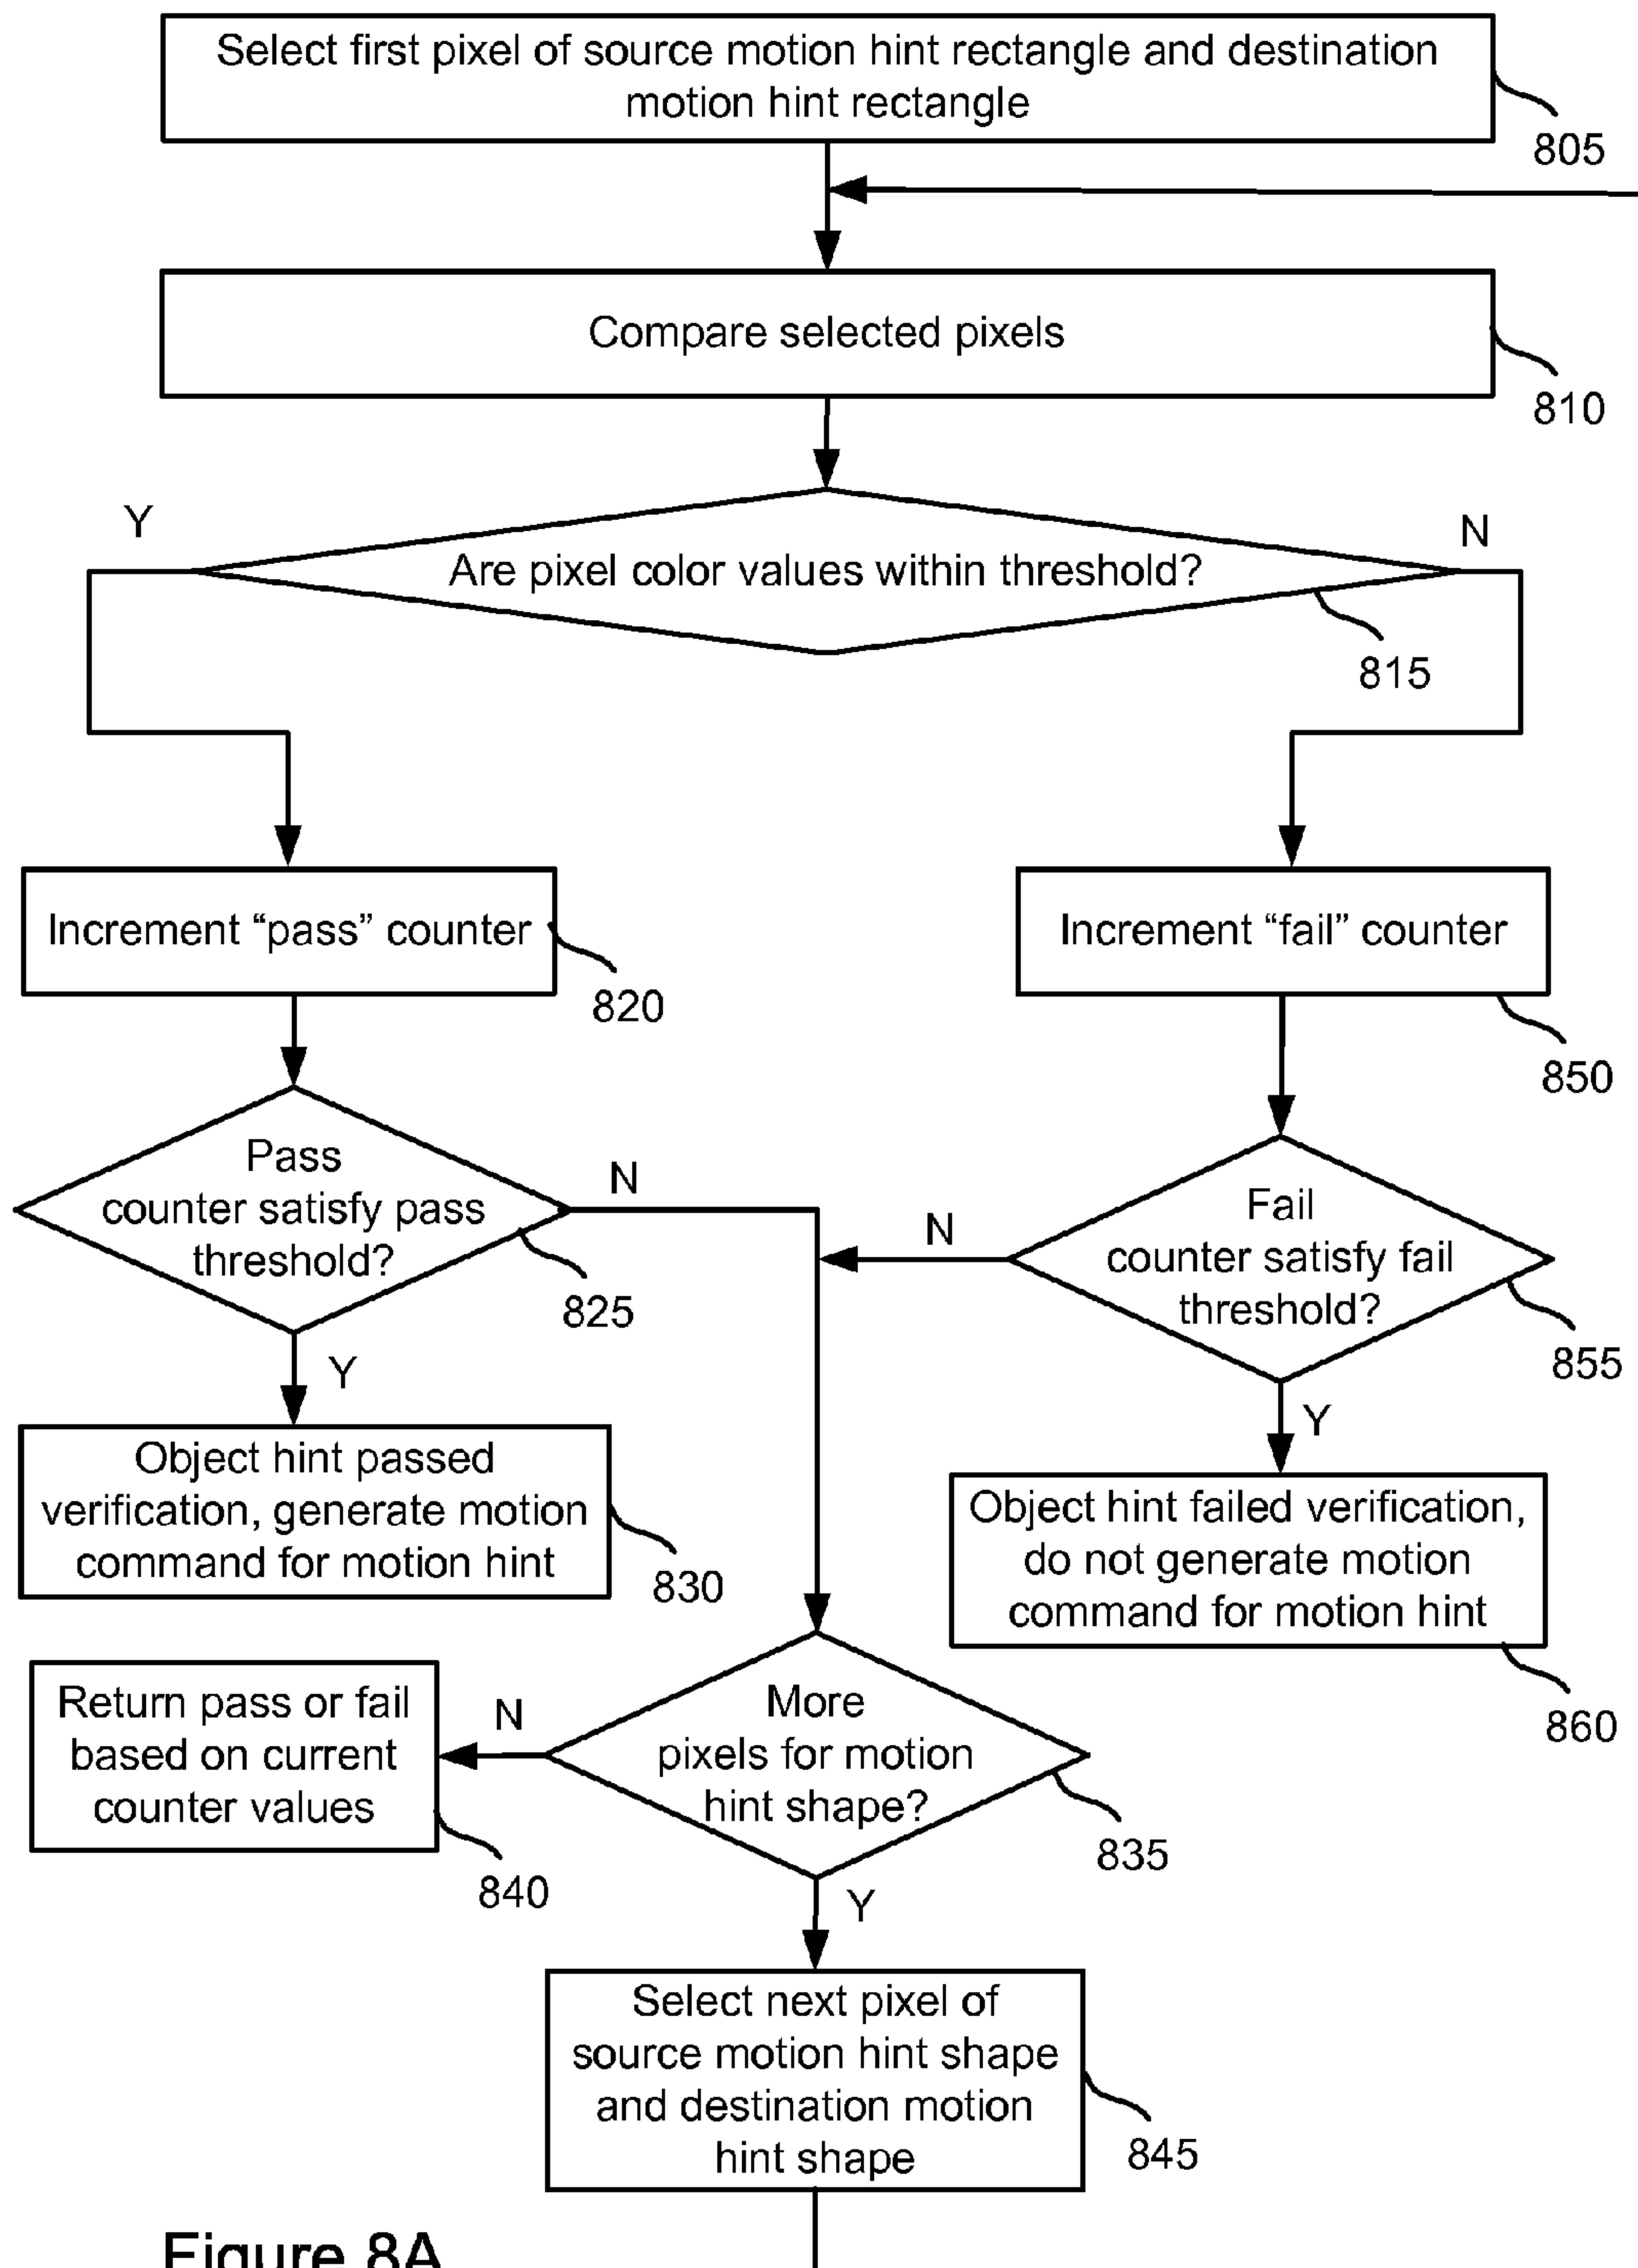 Select first pixel of source motion hint rectangle and destination
motion hint rectangle
805
Compare selected pixels
810
Y
N
Are pixel color values within threshold?
815
Increment “pass” counter
820
Increment “fail” counter
850
Pass
counter satisfy pass
threshold?
825
N
Y
Fail
counter satisfy fail
threshold?
855
N
Y
Object hint passed
verification, generate motion
command for motion hint
830
Object hint failed verification,
do not generate motion
command for motion hint
860
More
pixels for motion
hint shape?
835
N
Y
Return pass or fail
based on current
counter values
840
Select next pixel of
source motion hint shape
and destination motion
hint shape
845
Figure 8A